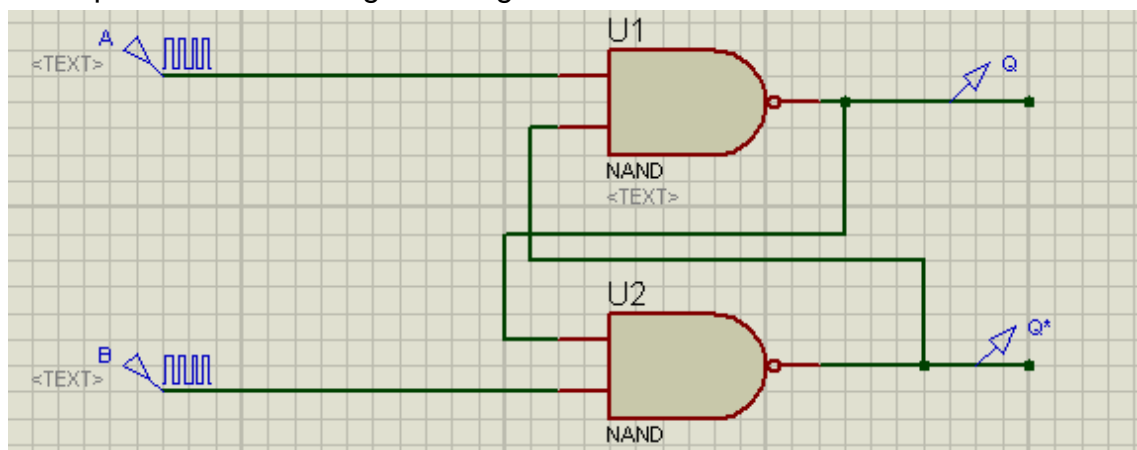 U1
A
<TEXT>
Q
NAND
<TEXT>
U2
Q*
B
<TEXT>
NAND